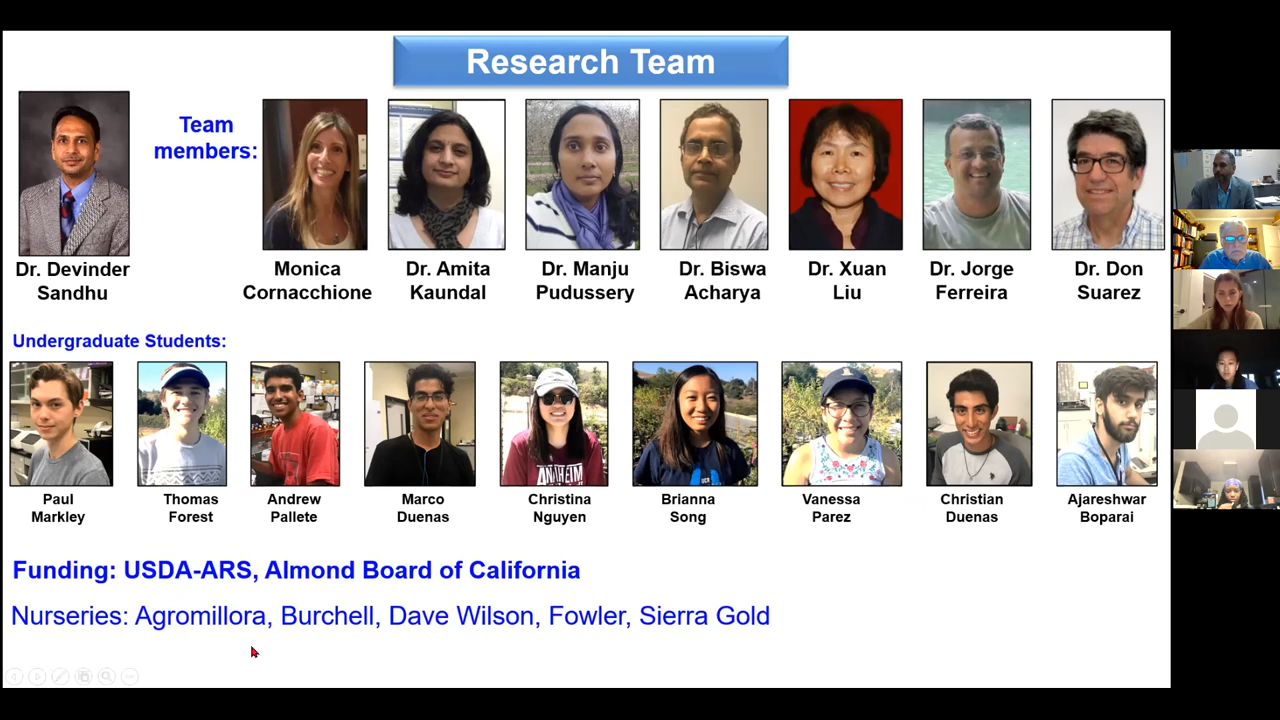 Research Team
Team
members:
Dr. Devinder
Sandhu
Monica
Cornacchione
Dr. Amita
Kaundal
Dr. Manju
Pudussery
Dr. Biswa
Acharya
Dr. Xuan
Liu
Dr. Jorge
Ferreira
Dr. Don
Suarez
Undergraduate Students:
ANAHEIM
UCR
Paul
Markley
Thomas
Forest
Andrew
Pallete
Marco
Duenas
Christina
Nguyen
Brianna
Song
Vanessa
Parez
Christian
Duenas
Ajareshwar
Boparai
Funding: USDA-ARS, Almond Board of California
Nurseries: Agromillora, Burchell, Dave Wilson, Fowler, Sierra Gold